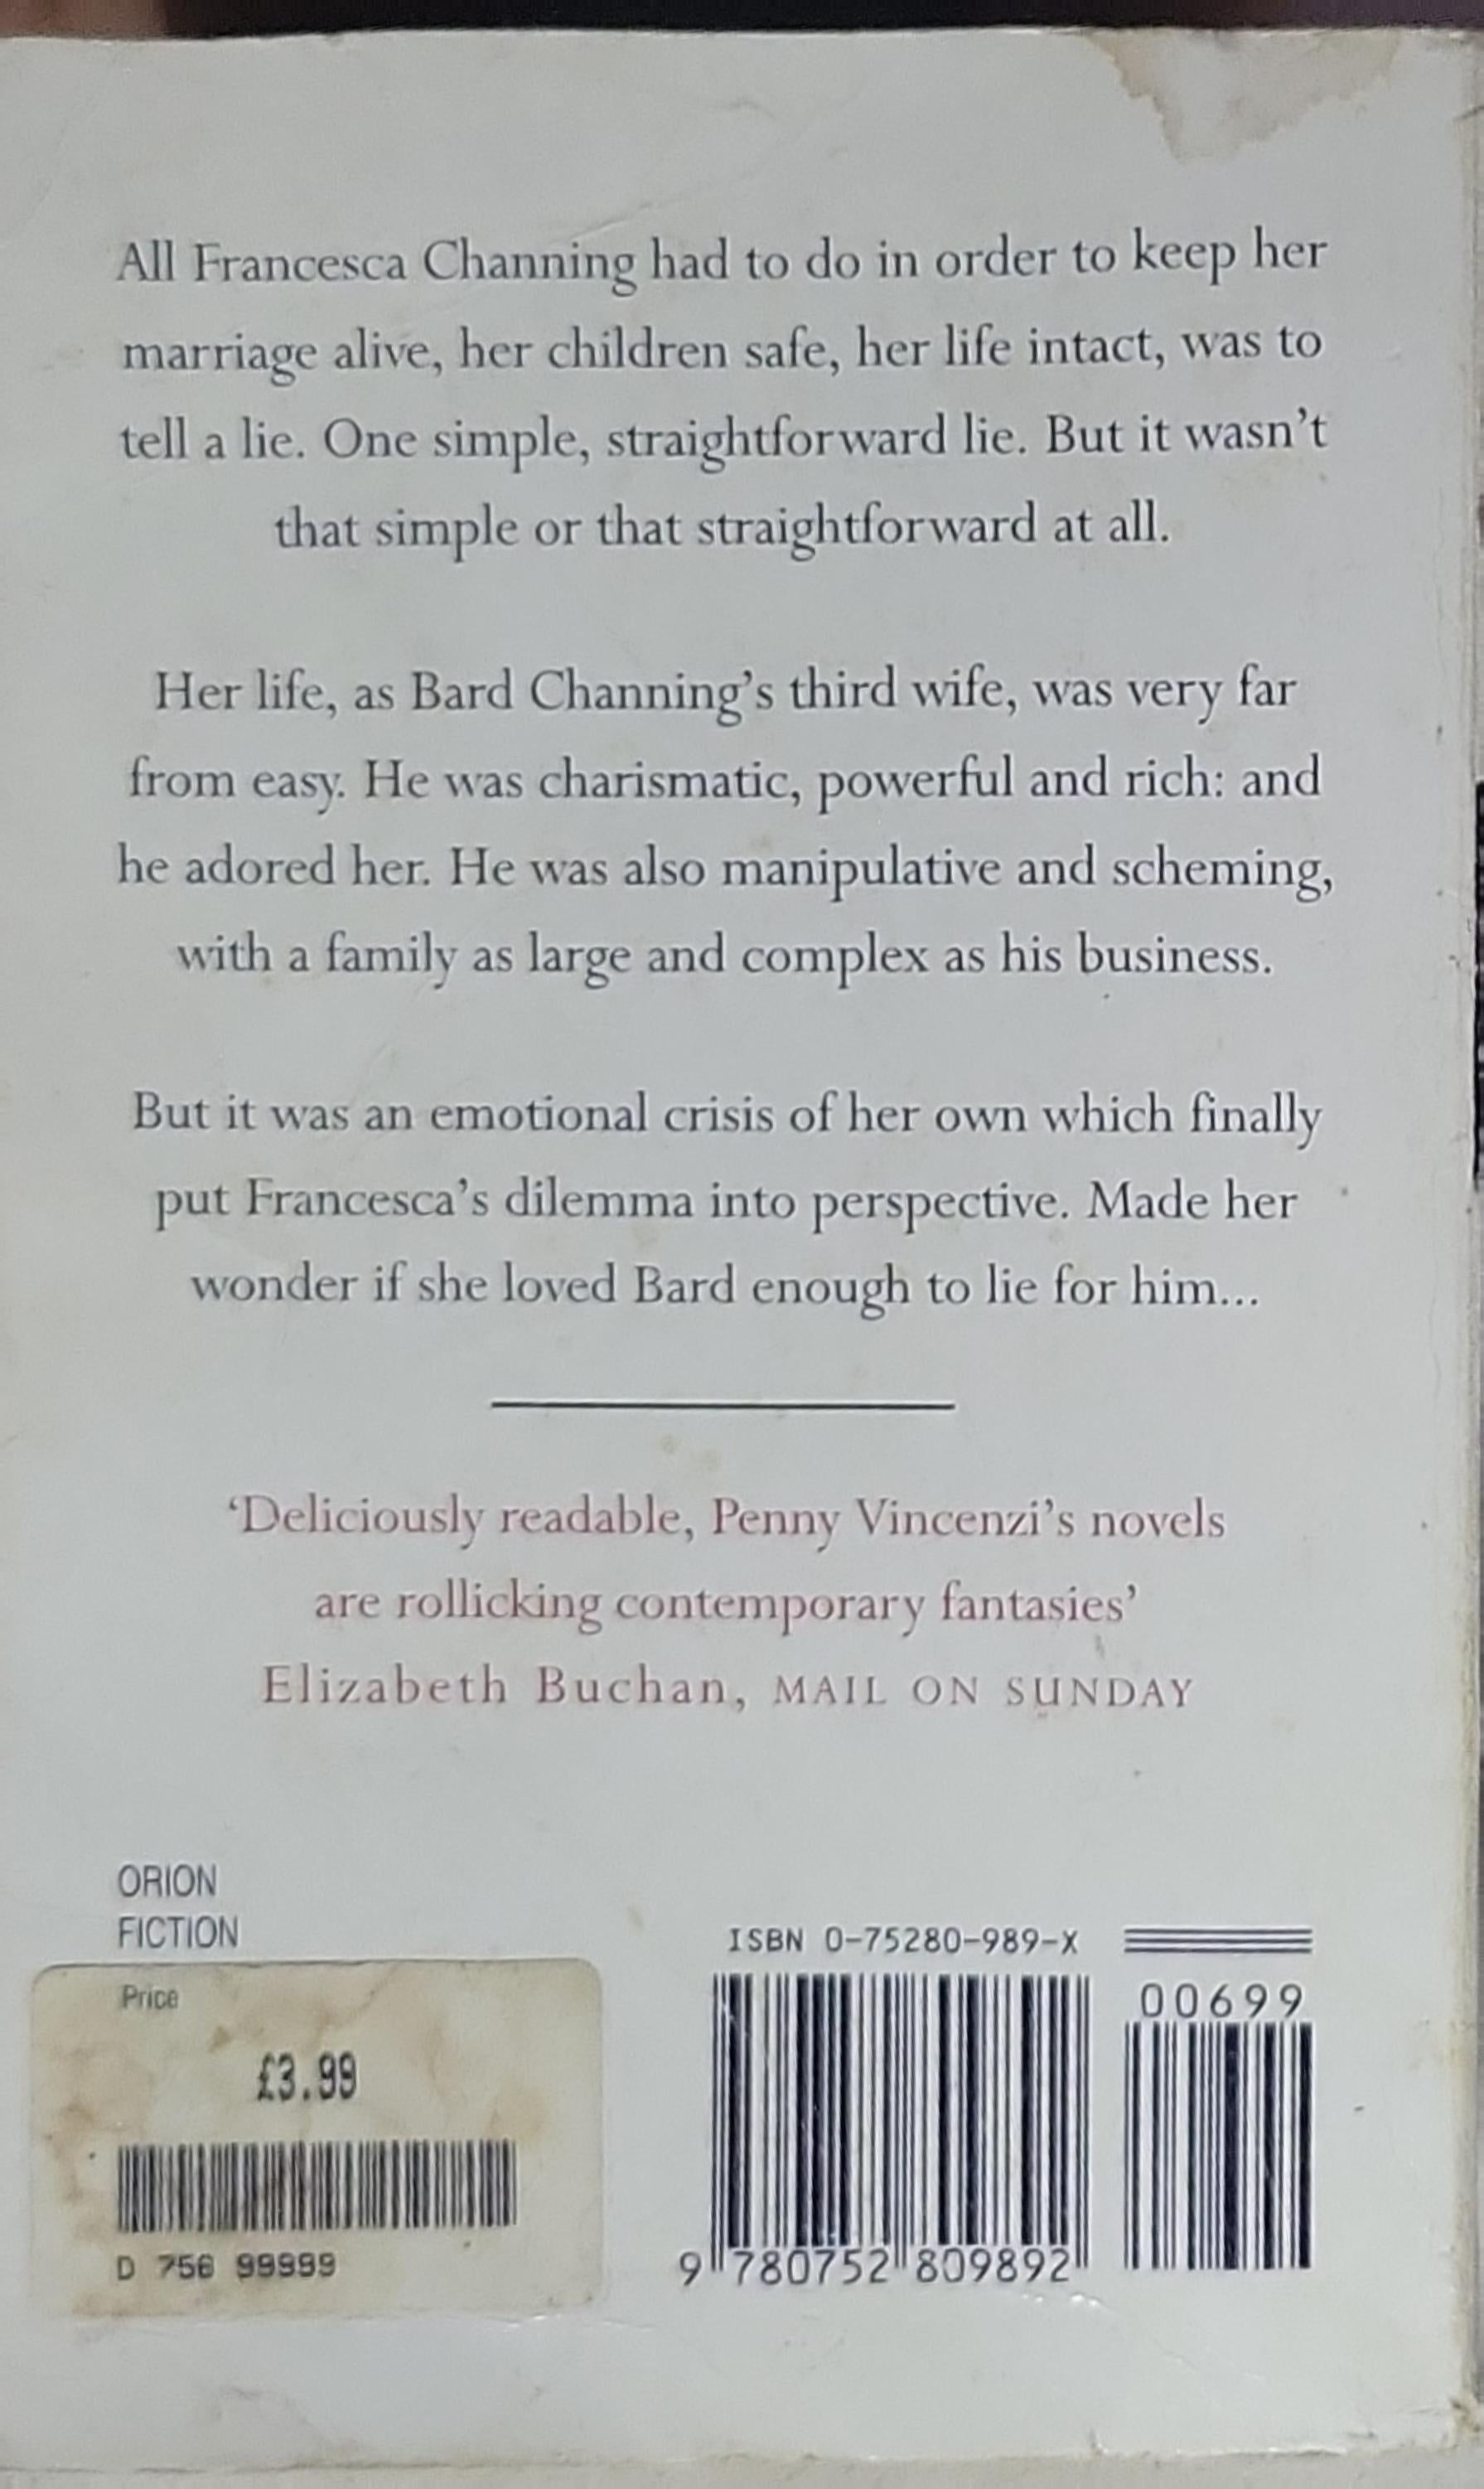 All Francesca Channing had to do in order to keep her
marriage alive, her children safe, her life intact, was to
tell a lie. One simple, straightforward lie. But it wasn't
that simple or that straightforward at all.
Her life, as Bard Channing's third wife, was very far
from easy. He was charismatic, powerful and rich: and
he adored her. He was also manipulative and scheming,
with a family as large and complex as his business.
But it was an emotional crisis of her own which finally
put Francesca's dilemma into perspective. Made her
wonder if she loved Bard enough to lie for him...
‘Deliciously readable, Penny Vincenzi's novels
are rollicking contemporary fantasies’
Elizabeth Buchan, MAIL ON SUNDAY
ORION
FICTION
Price
£3.99
D 756 99999
ISBN 0-75280-989-X
00699
9 780752 809892